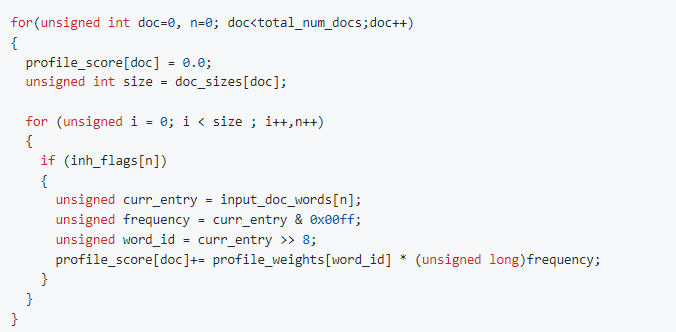 for(unsigned int doc=0, n=0; doc<total_num_docs;doc++)
{
profile_score[doc] = 0.0;
unsigned int size = doc_sizes[doc];
for (unsigned i = 0; i < size ; i++,n++)
{
if (inh_flags[n])
{
unsigned curr_entry = input_doc_words[n];
unsigned frequency = curr_entry & 0x00ff;
unsigned word_id = curr_entry >> 8;
profile_score[doc]+= profile_weights[word_id] * (unsigned long)frequency;
}
}
}